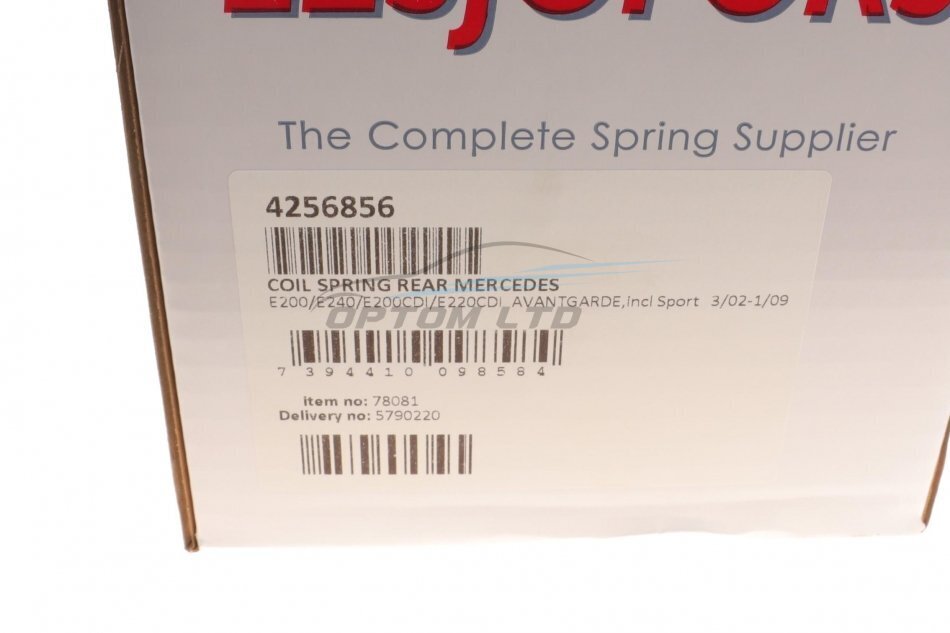 LESJÖFORS
The Complete Spring Supplier
4256856
COIL SPRING REAR MERCEDES
E200/E240/E200CDI/E220CDI AVANTGARDE,incl Sport 3/02-1/09
OPTOM LTD
7 394410 098584
item no: 78081
Delivery no: 5790220